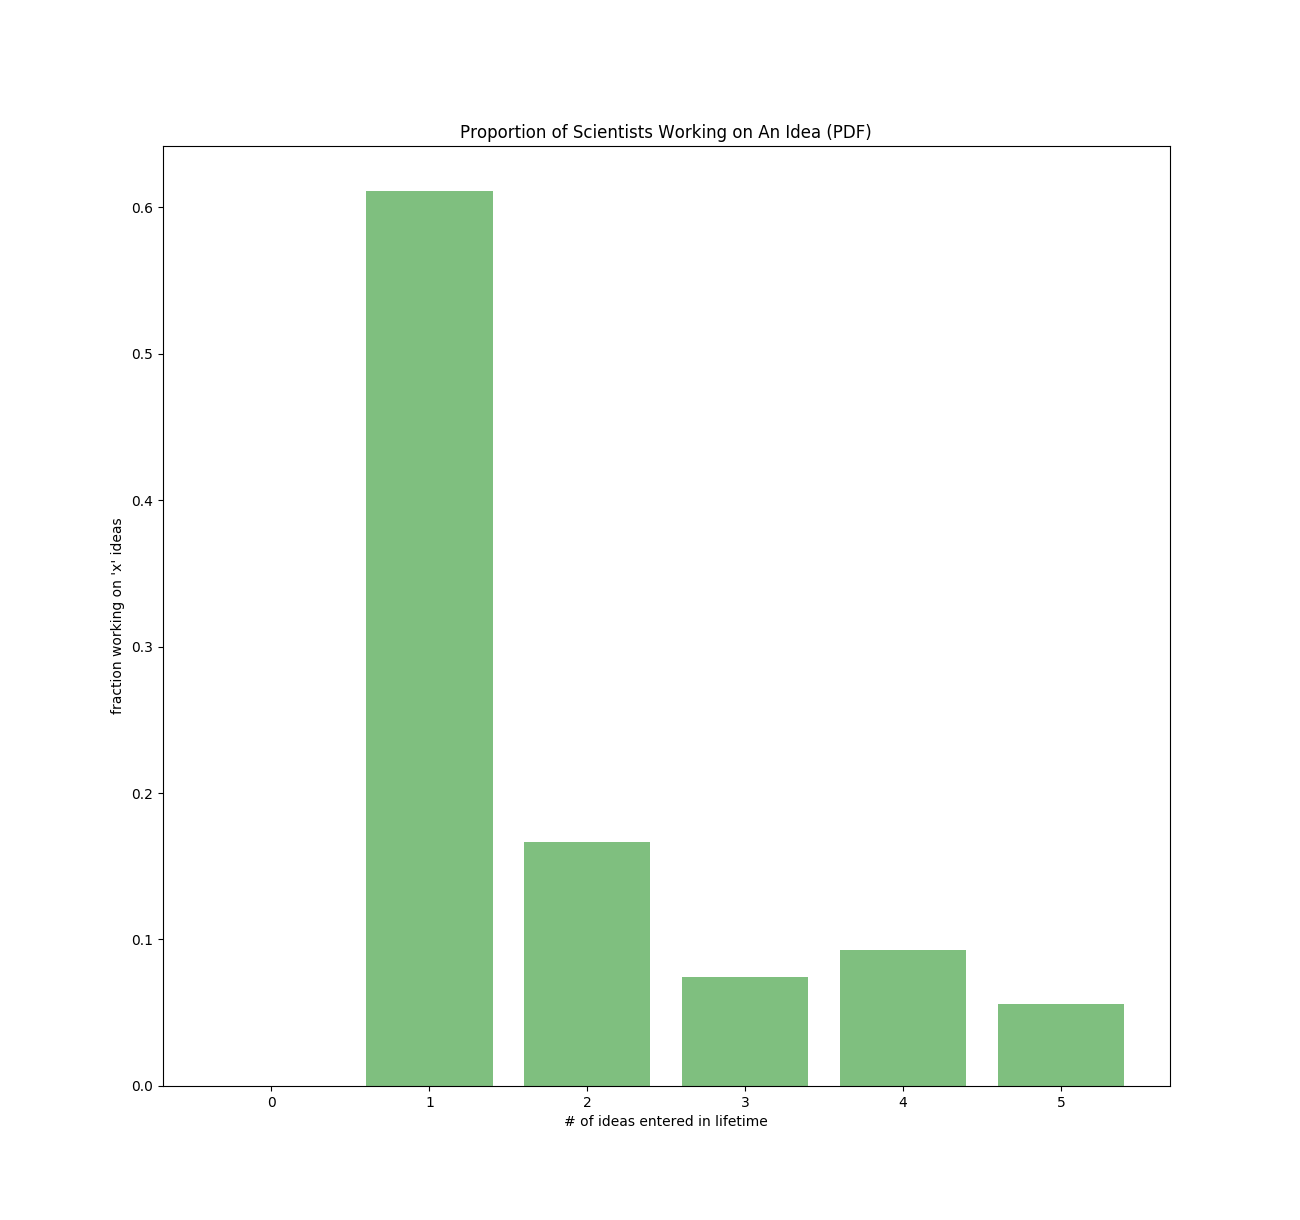 Proportion of Scientists Working on An Idea (PDF)
0.6
0.5
0.4
0.3
0.2
0.1
0.0
fraction working on 'x' ideas
0 1 2 3 4 5
# of ideas entered in lifetime